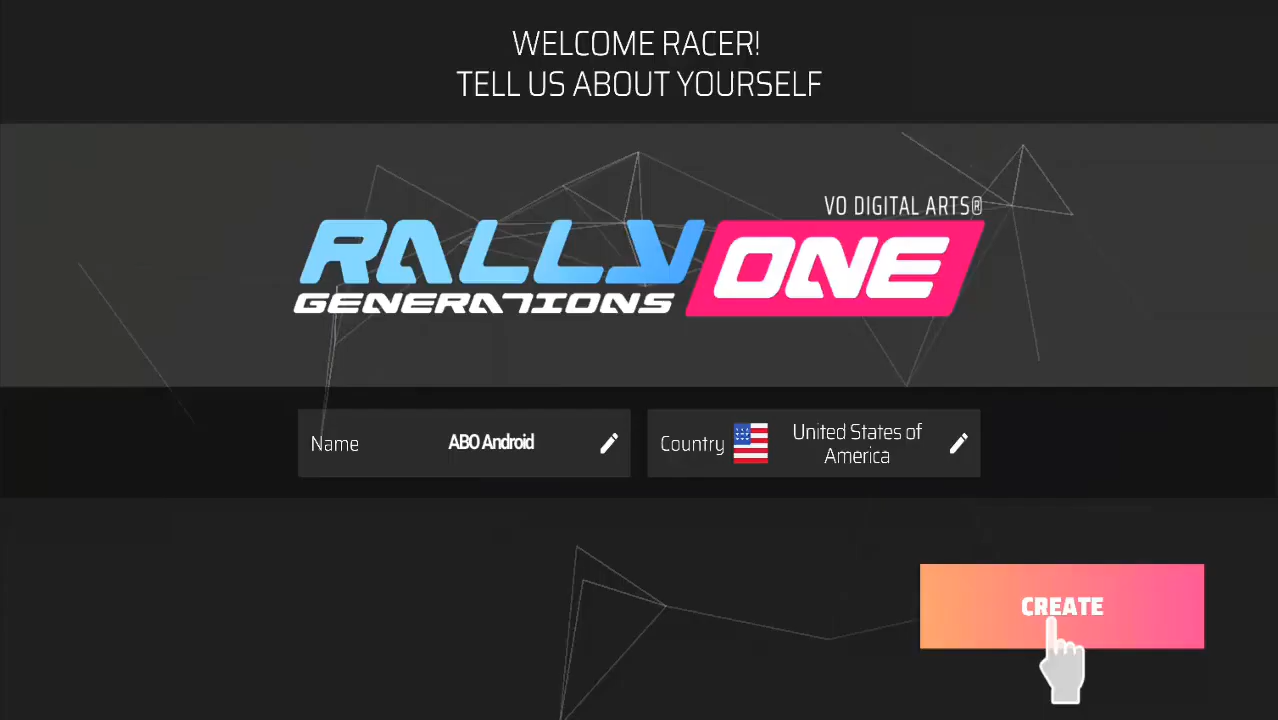 WELCOME RACER!
TELL US ABOUT YOURSELF
VO DIGITAL ARTS®
RALLY ONE
GENERATIONS
Name
ABO Android
Country
United States of
America
CREATE